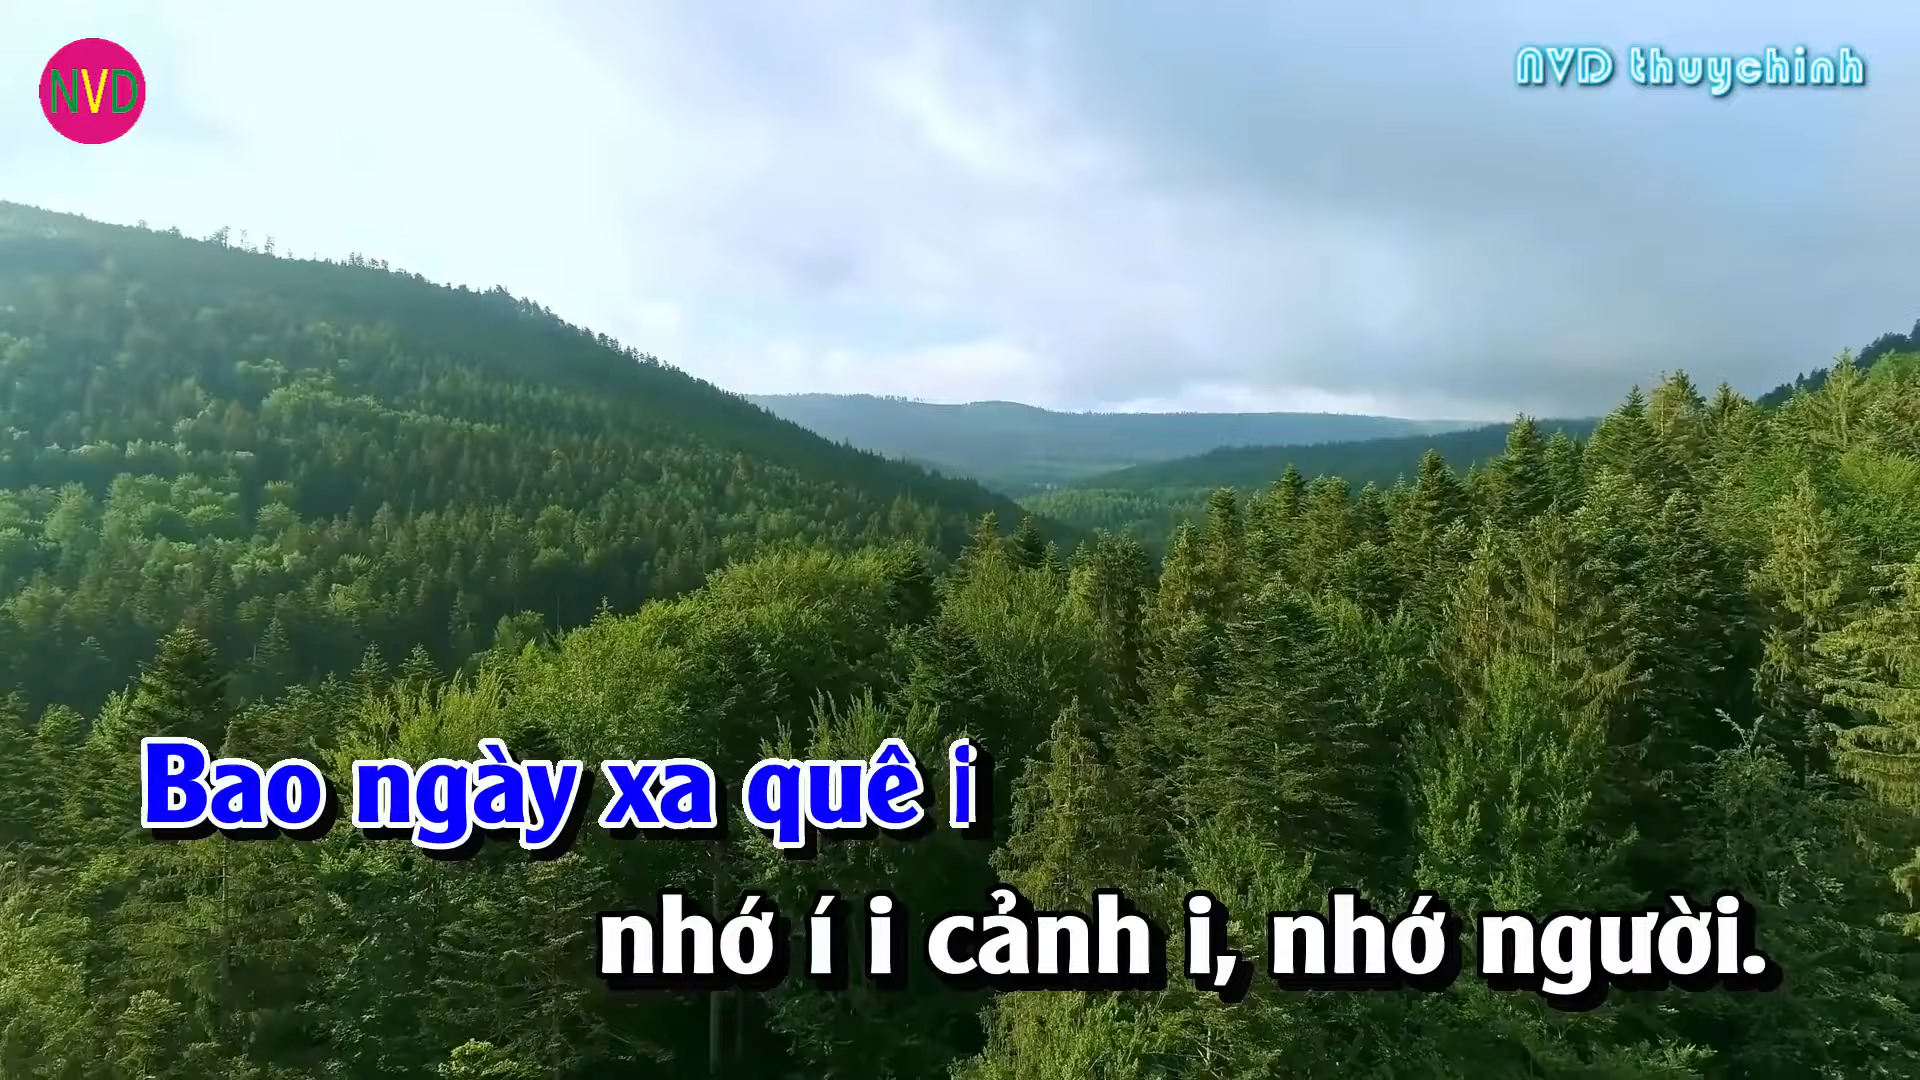 NVD
NVD thuychinh
Bao ngày xa quê i
nhớ í i cảnh i, nhớ người.